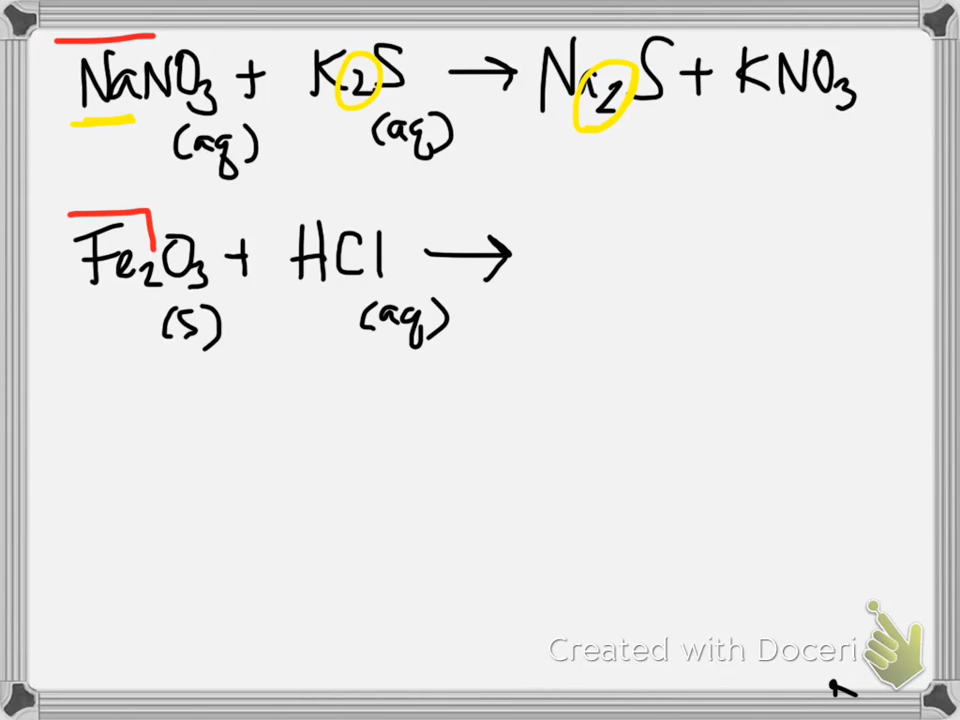 NaNO₃ + K₂S → Na₂S + KNO₃
(aq) (aq)
Fe₂O₃ + HCl →
(s) (aq)
Created with Doceri